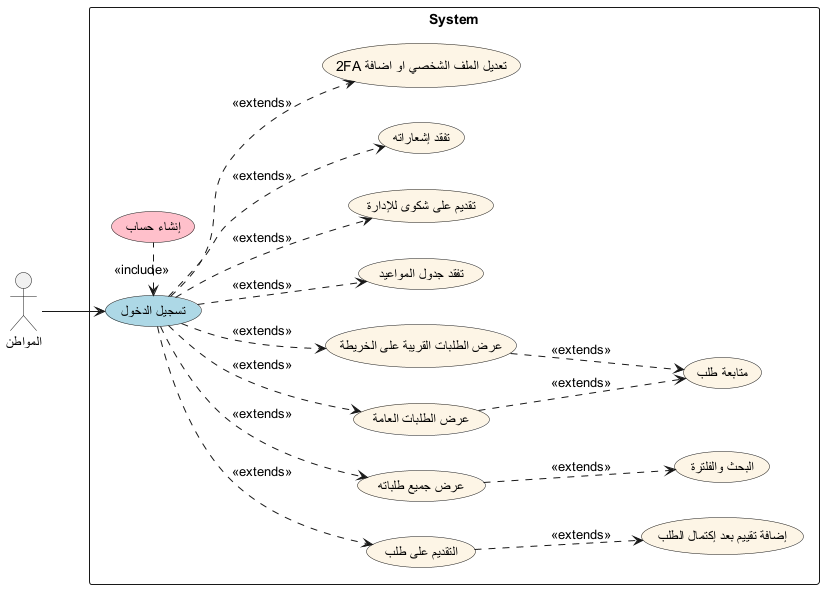 System
تعديل الملف الشخصي او اضافة 2FA
«extends»
تفقد إشعاراته
«extends»
تقديم على شكوى للإدارة
إنشاء حساب
«extends»
«include»
تفقد جدول المواعيد
«extends»
تسجيل الدخول
المواطن
«extends»
عرض الطلبات القريبة على الخريطة
«extends»
متابعة طلب
«extends»
«extends»
عرض الطلبات العامة
«extends»
«extends»
البحث والفلترة
عرض جميع طلباته
«extends»
«extends»
إضافة تقييم بعد إكتمال الطلب
التقديم على طلب